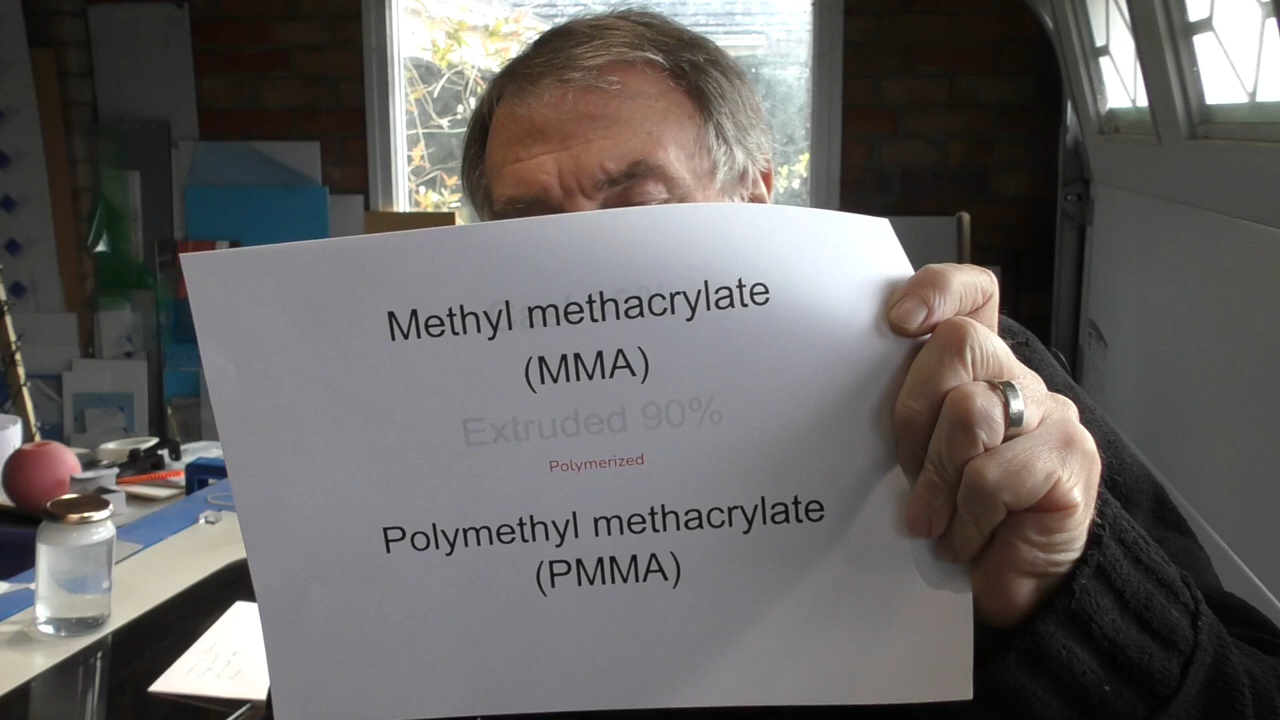 Methyl methacrylate
(MMA)
Extruded 90%
Polymerized
Polymethyl methacrylate
(PMMA)